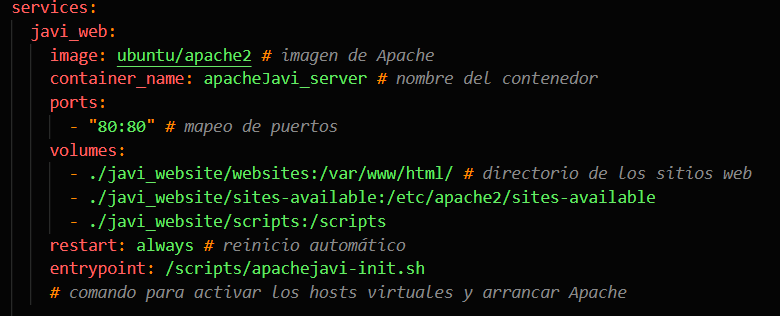 services:
javi_web:
image: ubuntu/apache2 # imagen de Apache
container_name: apacheJavi_server # nombre del contenedor
ports:
- "80:80" # mapeo de puertos
volumes:
- ./javi_website/websites:/var/www/html/ # directorio de los sitios web
- ./javi_website/sites-available:/etc/apache2/sites-available
- ./javi_website/scripts:/scripts
restart: always # reinicio automático
entrypoint: /scripts/apachejavi-init.sh
# comando para activar los hosts virtuales y arrancar Apache